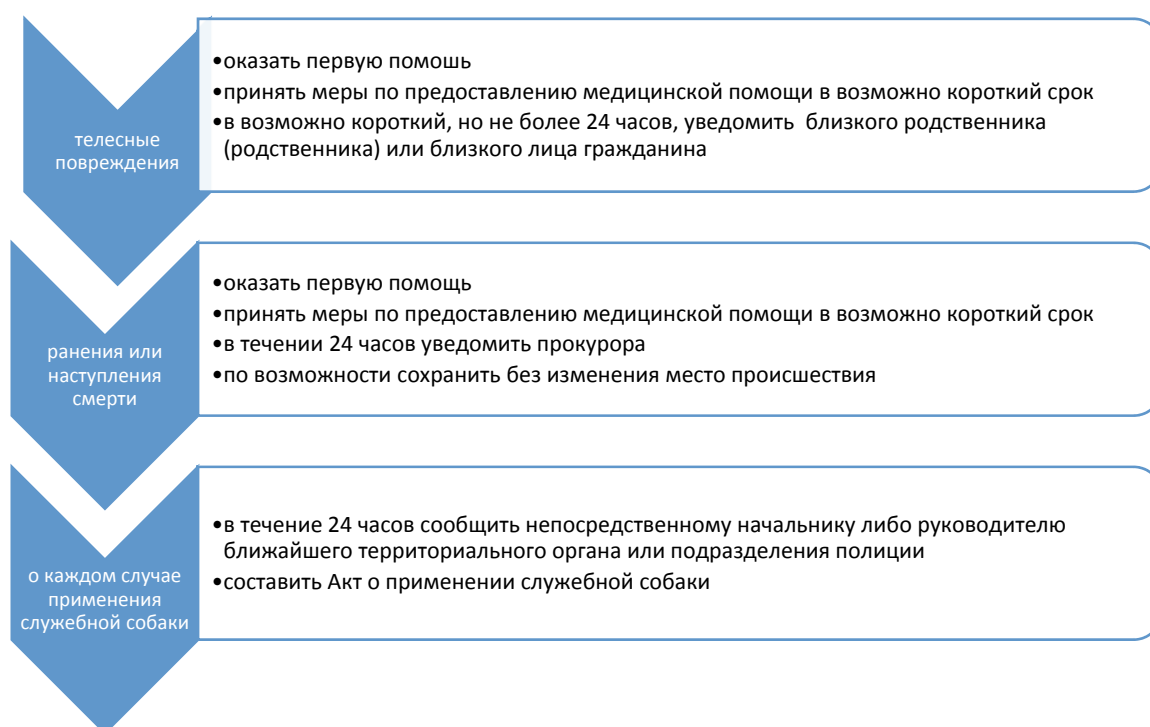 телесные
повреждения
•оказать первую помошь
•принять меры по предоставлению медицинской помощи в возможно короткий срок
•в возможно короткий, но не более 24 часов, уведомить близкого родственника
(родственника) или близкого лица гражданина
ранения или
наступления
смерти
•оказать первую помощь
•принять меры по предоставлению медицинской помощи в возможно короткий срок
•в течении 24 часов уведомить прокурора
•по возможности сохранить без изменения место происшествия
о каждом случае
применения
служебной собаки
•в течение 24 часов сообщить непосредственному начальнику либо руководителю
ближайшего территориального органа или подразделения полиции
•составить Акт о применении служебной собаки